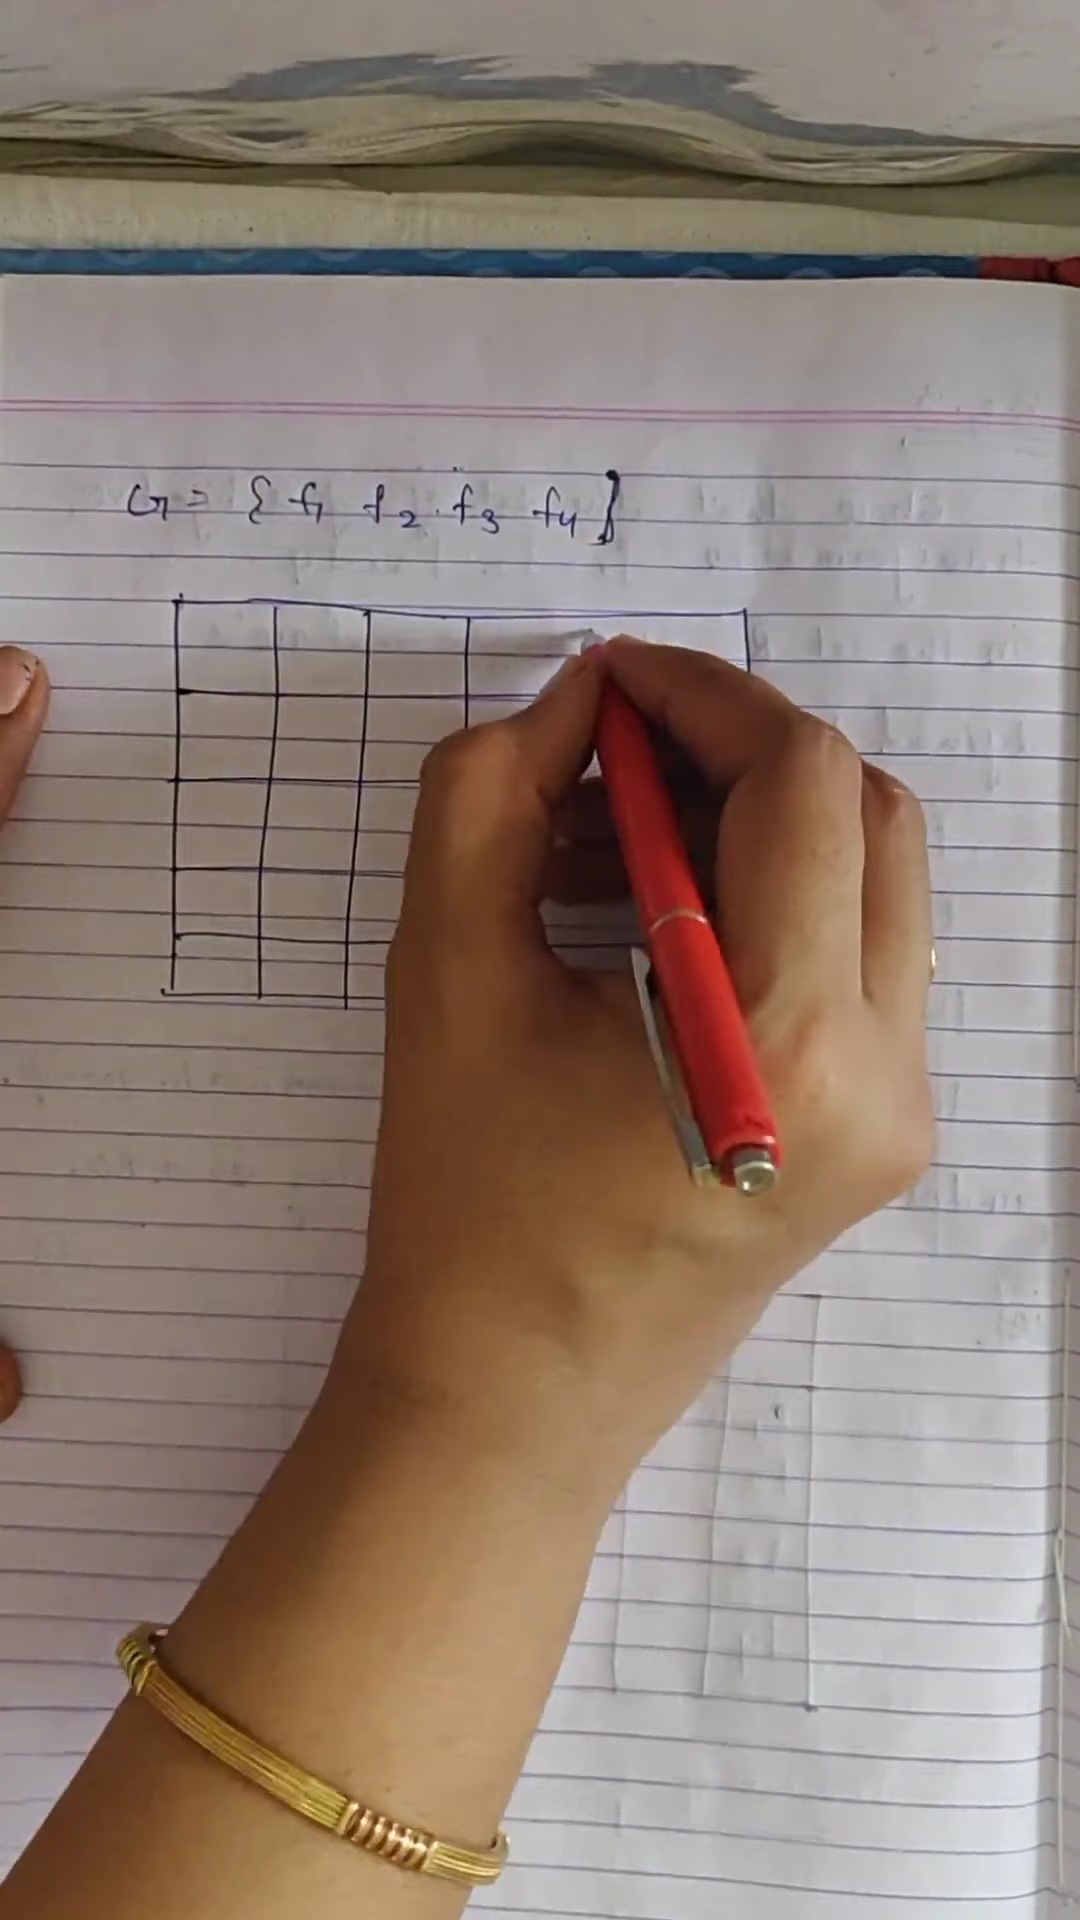 G = { f1 f2 . f3 f4 }